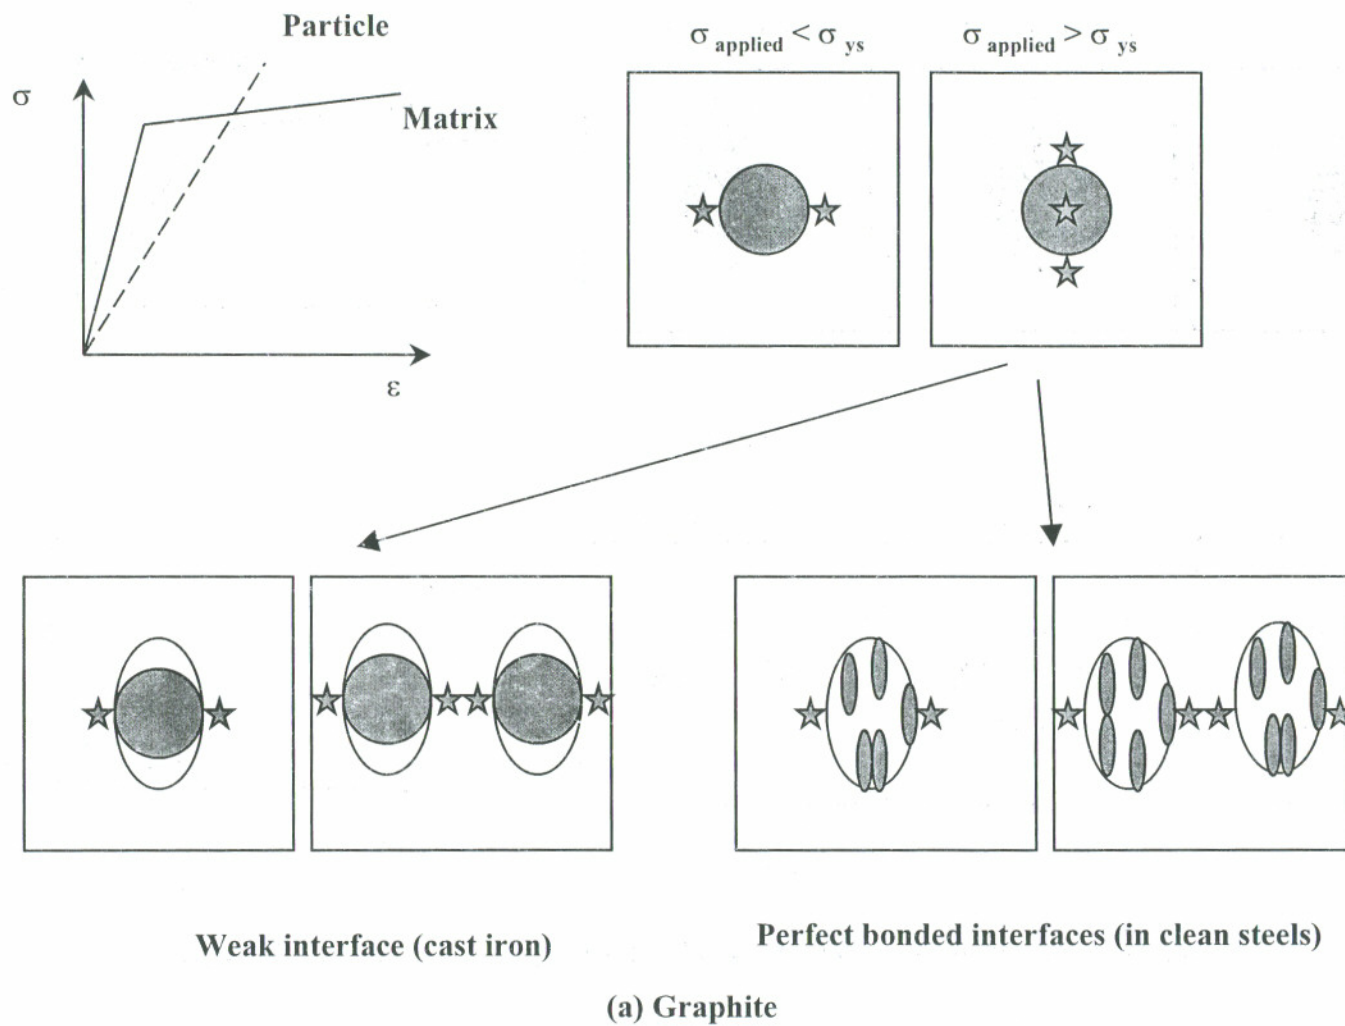 Particle
σ
Matrix
ε
σ applied < σ ys
σ applied > σ ys
Weak interface (cast iron)
Perfect bonded interfaces (in clean steels)
(a) Graphite